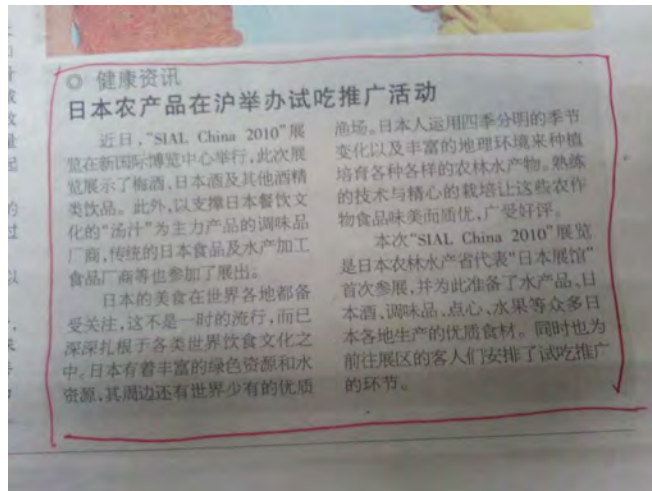 ◎ 健康资讯
日本农产品在沪举办试吃推广活动
近日,“SIAL China 2010”展
览在新国际博览中心举行,此次展
览展示了梅酒、日本酒及其他酒精
类饮品。此外,以支撑日本餐饮文
化的“汤汁”为主力产品的调味品
厂商,传统的日本食品及水产加工
食品厂商等也参加了展出。
日本的美食在世界各地都备
受关注,这不是一时的流行,而已
深深扎根于各类世界饮食文化之
中。日本有着丰富的绿色资源和水
资源,其周边还有世界少有的优质
渔场。日本人运用四季分明的季节
变化以及丰富的地理环境来种植
培育各种各样的农林水产物。熟练
的技术与精心的栽培让这些农作
物食品味美而质优,广受好评。
本次“SIAL China 2010”展览
是日本农林水产省代表“日本展馆”
首次参展,并为此准备了水产品、日
本酒、调味品、点心、水果等众多日
本各地生产的优质食材。同时也为
前往展区的客人们安排了试吃推广
的环节。